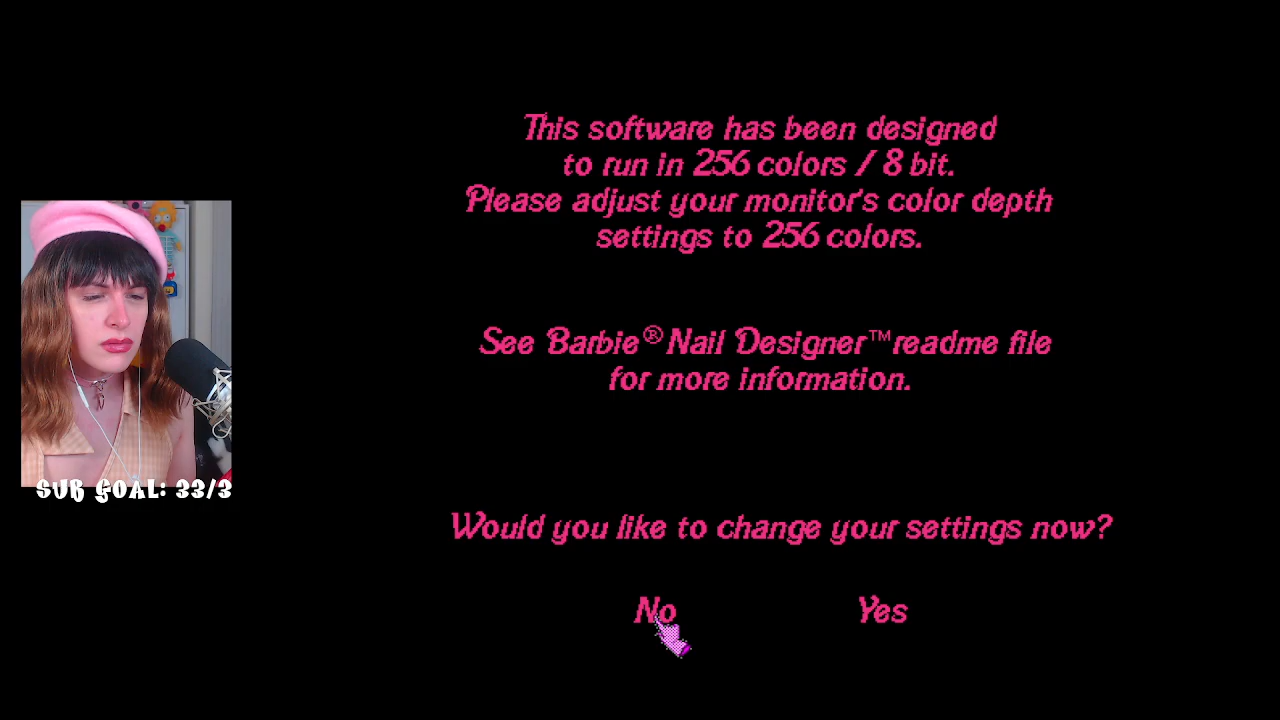 This software has been designed
to run in 256 colors / 8 bit.
Please adjust your monitor's color depth
settings to 256 colors.
See Barbie® Nail Designer™ readme file
for more information.
SUB GOAL: 33/3
Would you like to change your settings now?
No Yes